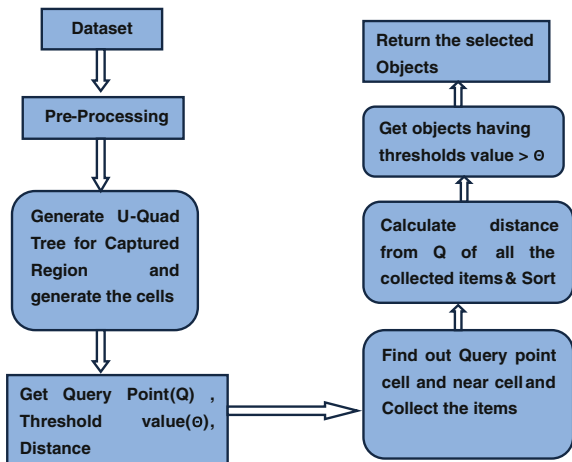 Dataset
Pre-Processing
Generate U-Quad
Tree for Captured
Region and
generate the cells
Get Query Point(Q) ,
Threshold value(Θ),
Distance
Find out Query point
cell and near cell and
Collect the items
Calculate distance
from Q of all the
collected items & Sort
Get objects having
thresholds value > Θ
Return the selected
Objects